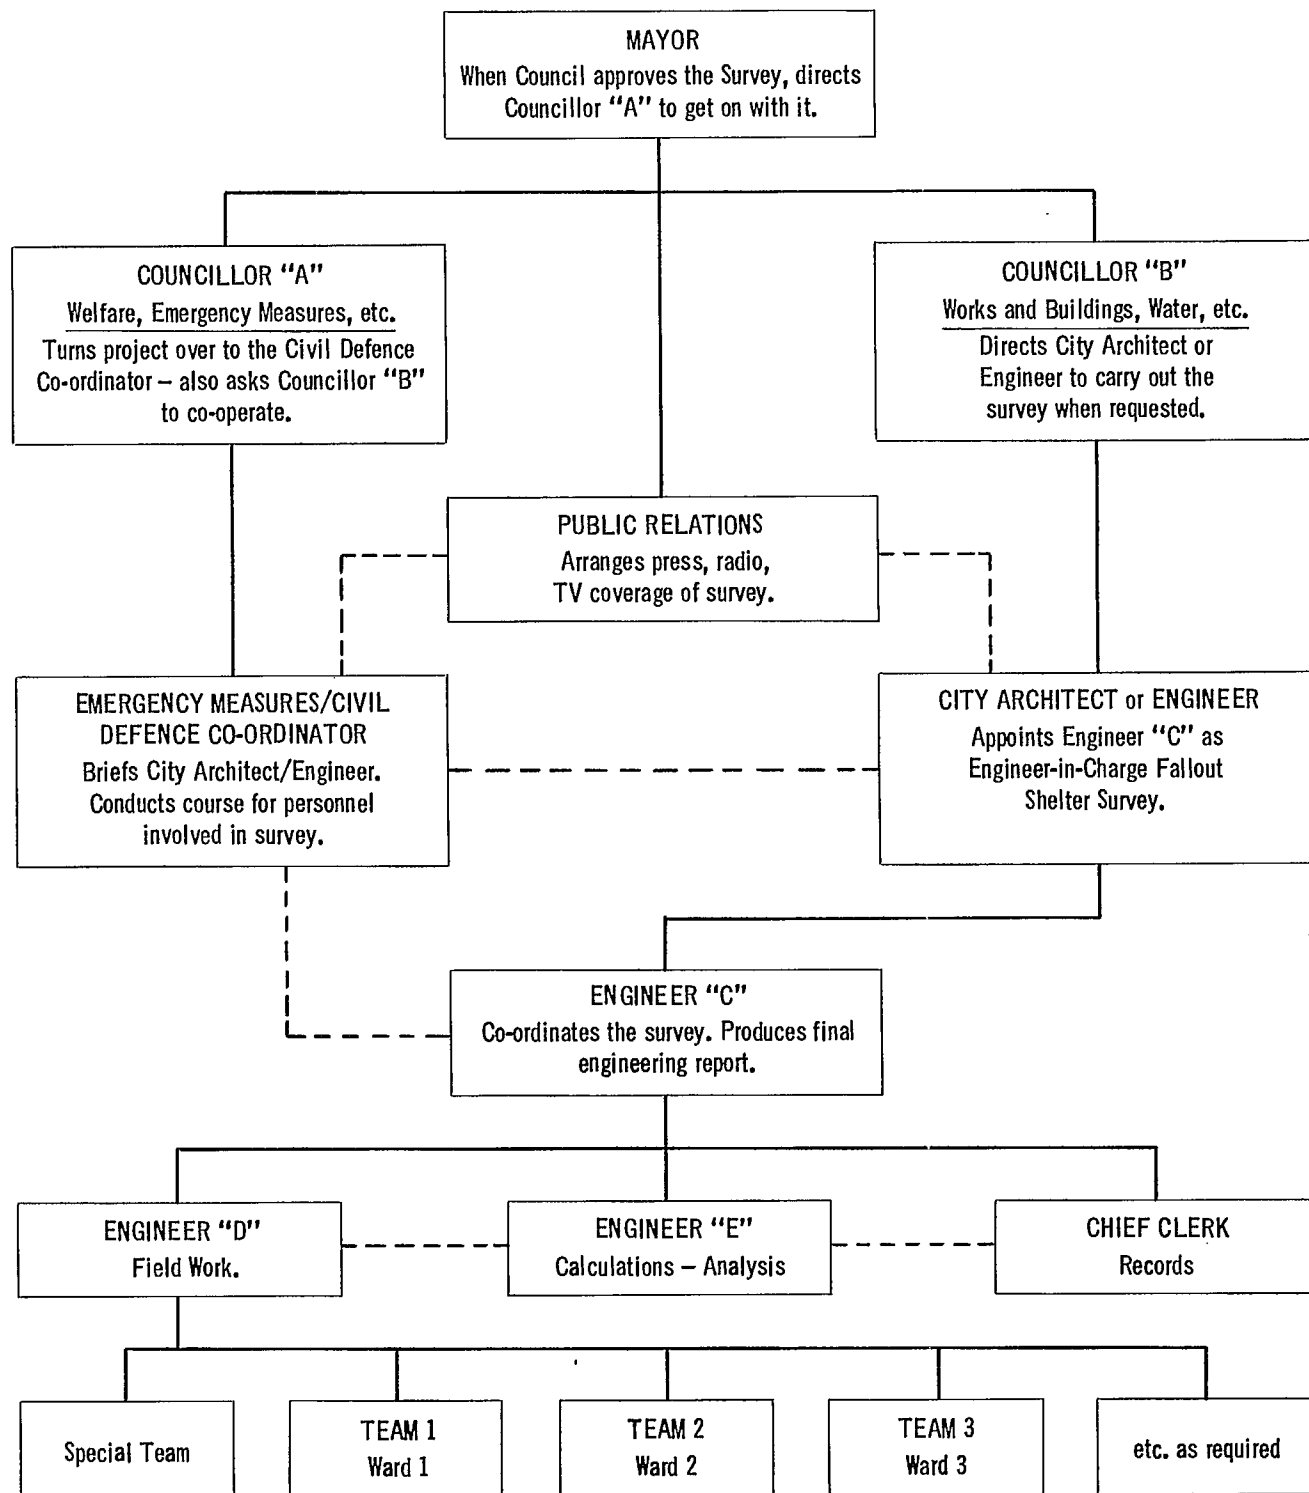 MAYOR
When Council approves the Survey, directs
Councillor “A” to get on with it.
COUNCILLOR “A”
Welfare, Emergency Measures, etc.
Turns project over to the Civil Defence
Co-ordinator – also asks Councillor “B”
to co-operate.
COUNCILLOR “B”
Works and Buildings, Water, etc.
Directs City Architect or
Engineer to carry out the
survey when requested.
PUBLIC RELATIONS
Arranges press, radio,
TV coverage of survey.
EMERGENCY MEASURES/CIVIL
DEFENCE CO-ORDINATOR
Briefs City Architect/Engineer.
Conducts course for personnel
involved in survey.
CITY ARCHITECT or ENGINEER
Appoints Engineer “C” as
Engineer-in-Charge Fallout
Shelter Survey.
ENGINEER “C”
Co-ordinates the survey. Produces final
engineering report.
ENGINEER “D”
Field Work.
ENGINEER “E”
Calculations – Analysis
CHIEF CLERK
Records
Special Team
TEAM 1
Ward 1
TEAM 2
Ward 2
TEAM 3
Ward 3
etc. as required